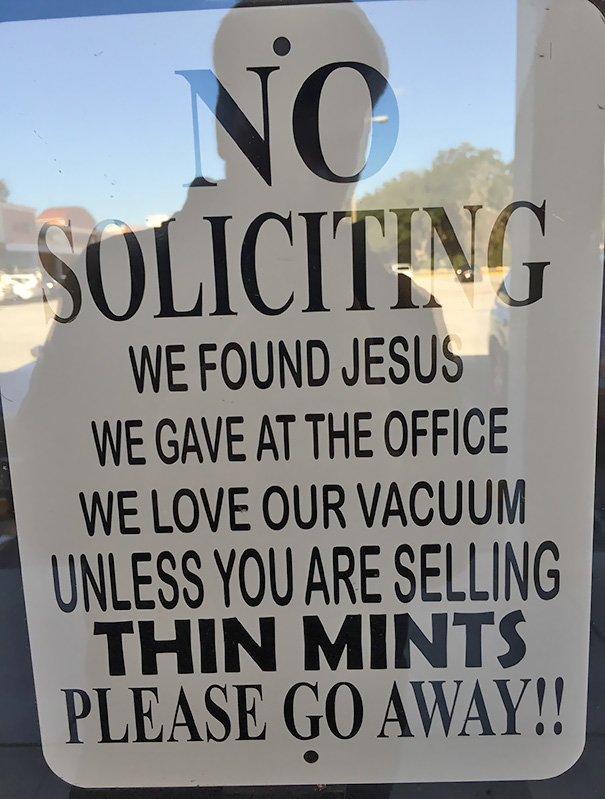 NO
SOLICITING
WE FOUND JESUS
WE GAVE AT THE OFFICE
WE LOVE OUR VACUUM
UNLESS YOU ARE SELLING
THIN MINTS
PLEASE GO AWAY!!